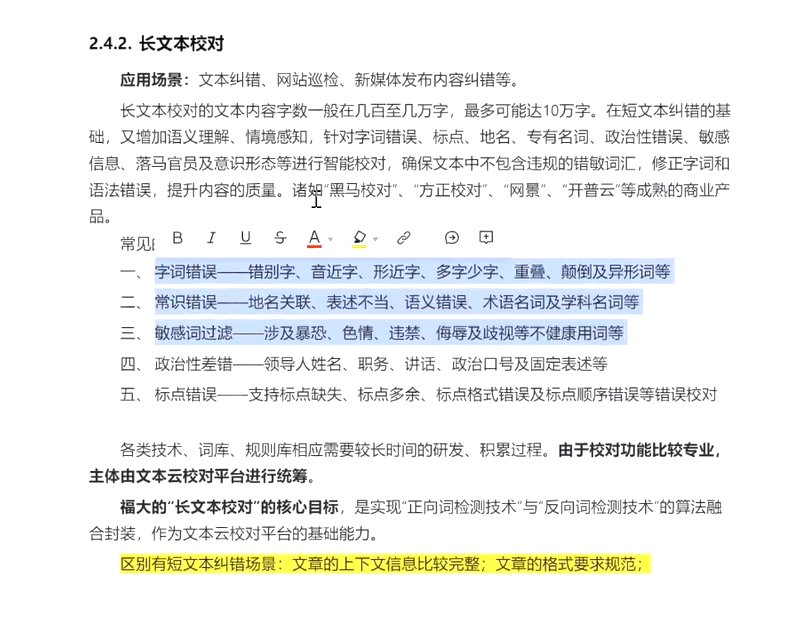 2.4.2. 长文本校对
应用场景：文本纠错、网站巡检、新媒体发布内容纠错等。
长文本校对的文本内容字数一般在几百至几万字，最多可能达10万字。在短文本纠错的基
础，又增加语义理解、情境感知，针对字词错误、标点、地名、专有名词、政治性错误、敏感
信息、落马官员及意识形态等进行智能校对，确保文本中不包含违规的错敏词汇，修正字词和
语法错误，提升内容的质量。诸如“黑马校对”、“方正校对”、“网景”、“开普云”等成熟的商业产
品。
常见
B I U S A
一、 字词错误——错别字、音近字、形近字、多字少字、重叠、颠倒及异形词等
二、 常识错误——地名关联、表述不当、语义错误、术语名词及学科名词等
三、 敏感词过滤——涉及暴恐、色情、违禁、侮辱及歧视等不健康用词等
四、 政治性差错——领导人姓名、职务、讲话、政治口号及固定表述等
五、 标点错误——支持标点缺失、标点多余、标点格式错误及标点顺序错误等错误校对
各类技术、词库、规则库相应需要较长时间的研发、积累过程。由于校对功能比较专业，
主体由文本云校对平台进行统筹。
福大的“长文本校对”的核心目标，是实现“正向词检测技术”与“反向词检测技术”的算法融
合封装，作为文本云校对平台的基础能力。
区别有短文本纠错场景：文章的上下文信息比较完整；文章的格式要求规范；